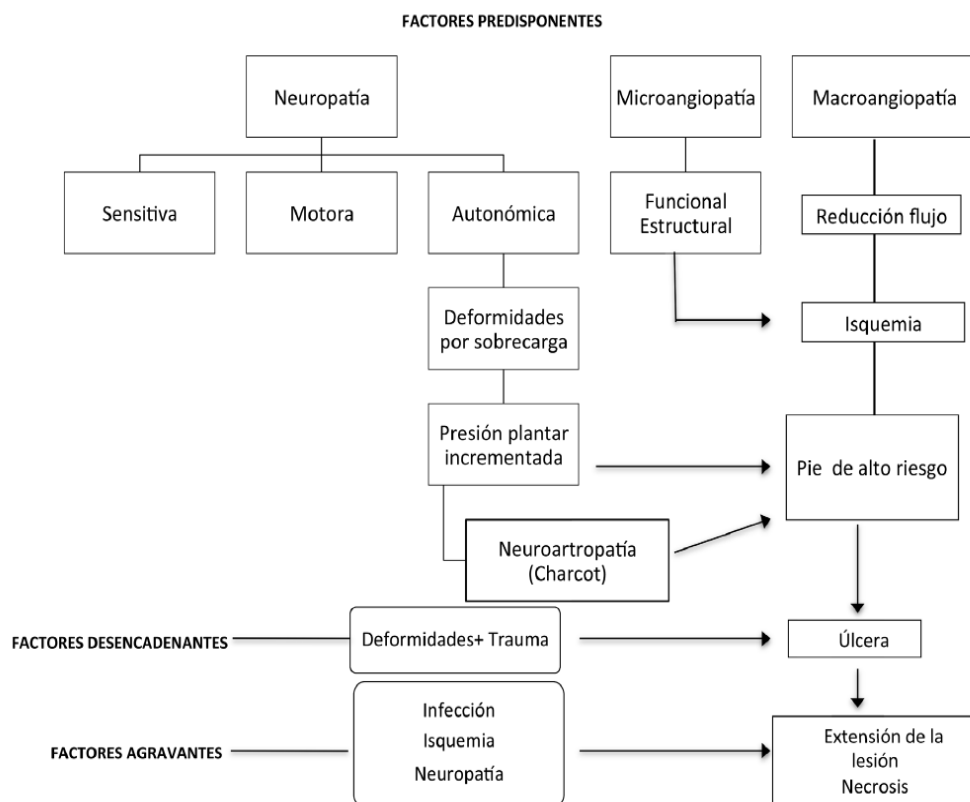 FACTORES PREDISPONENTES
Neuropatía
Microangiopatía
Macroangiopatía
Sensitiva
Motora
Autonómica
Funcional
Estructural
Reducción flujo
Deformidades
por sobrecarga
Isquemia
Presión plantar
incrementada
Pie de alto riesgo
Neuroartropatía
(Charcot)
FACTORES DESENCADENANTES
Deformidades+ Trauma
Úlcera
FACTORES AGRAVANTES
Infección
Isquemia
Neuropatía
Extensión de la
lesión
Necrosis